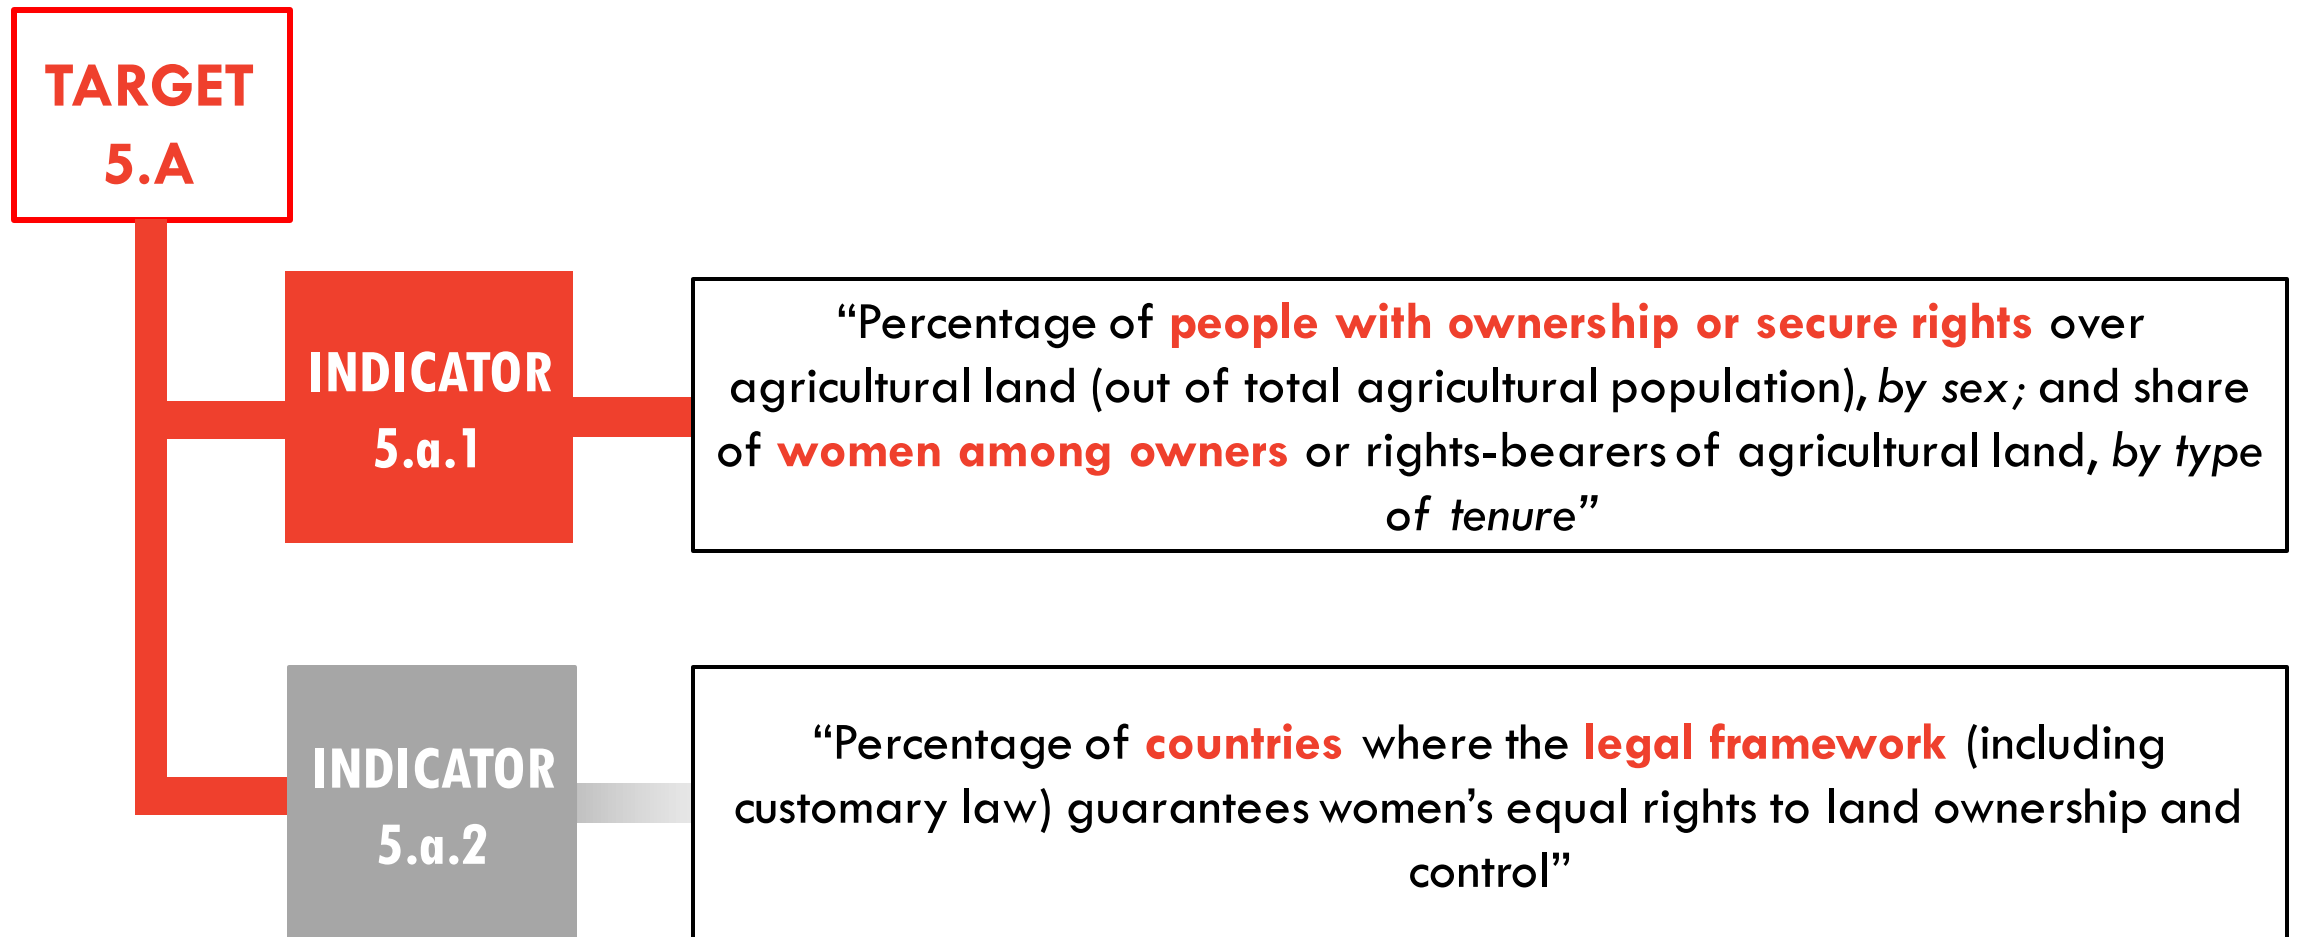 TARGET
5.A
INDICATOR
5.a.1
“Percentage of people with ownership or secure rights over
agricultural land (out of total agricultural population), by sex; and share
of women among owners or rights-bearers of agricultural land, by type
of tenure”
INDICATOR
5.a.2
“Percentage of countries where the legal framework (including
customary law) guarantees women’s equal rights to land ownership and
control”